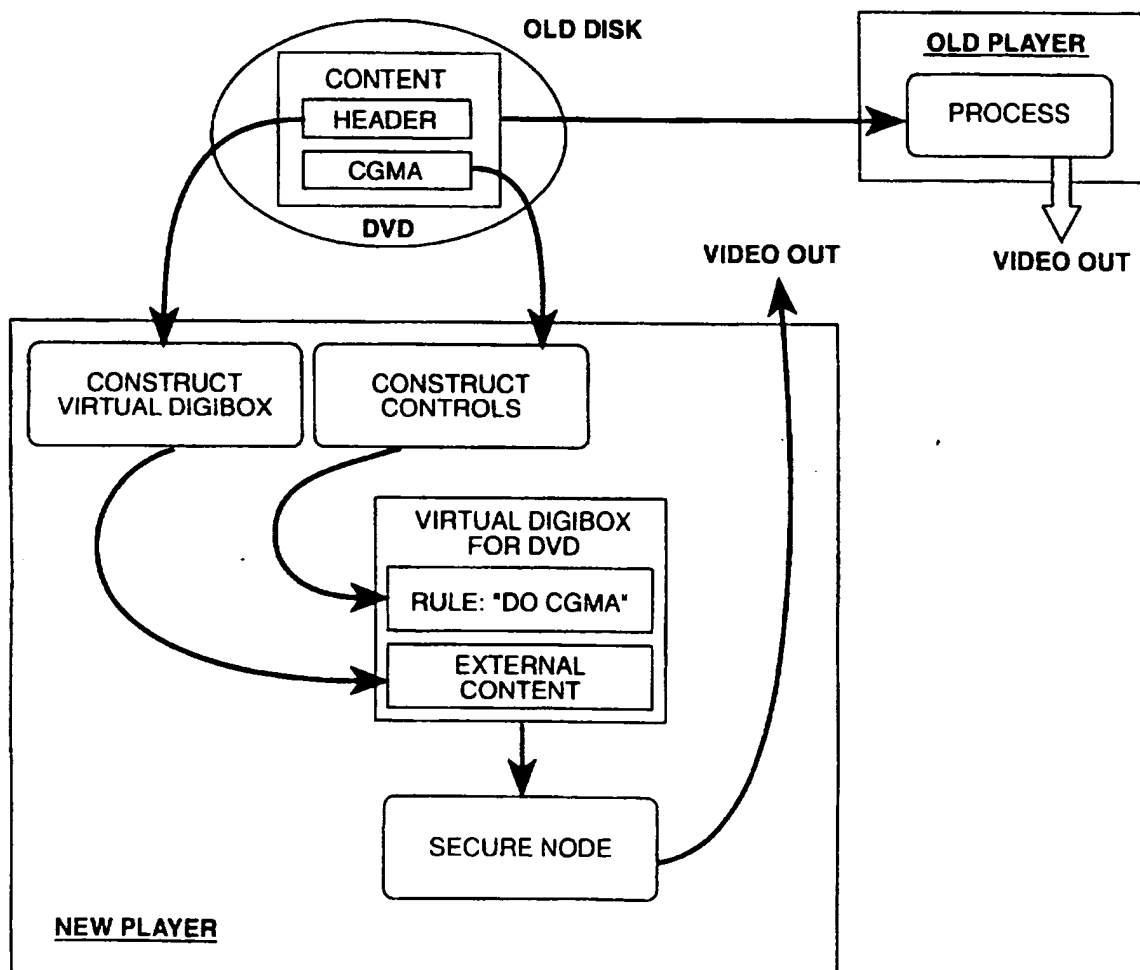 OLD DISK
CONTENT
HEADER
CGMA
DVD
OLD PLAYER
PROCESS
VIDEO OUT
VIDEO OUT
CONSTRUCT
VIRTUAL DIGIBOX
CONSTRUCT
CONTROLS
VIRTUAL DIGIBOX
FOR DVD
RULE: "DO CGMA"
EXTERNAL
CONTENT
SECURE NODE
NEW PLAYER